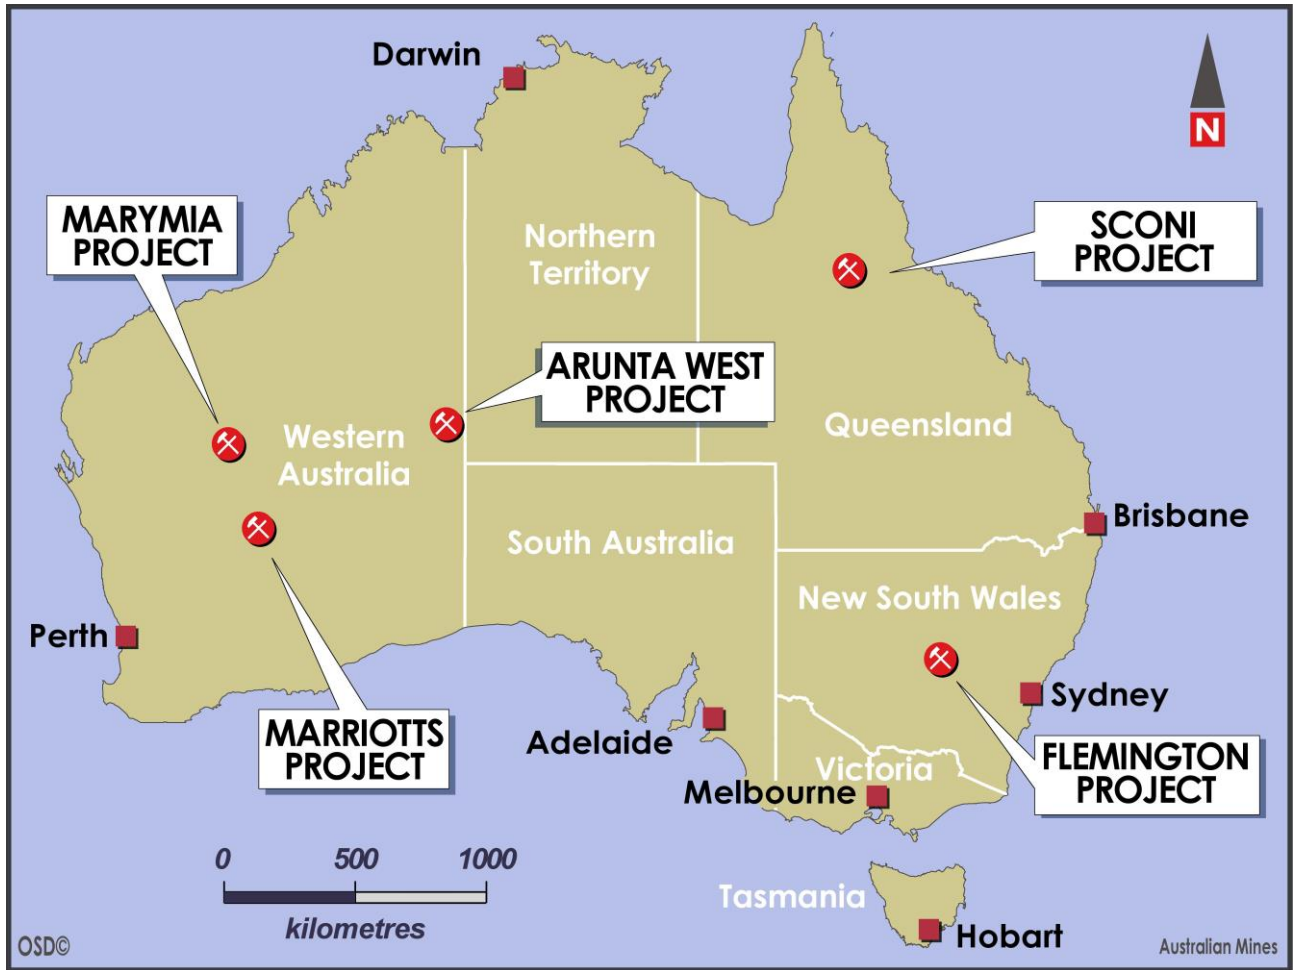 Darwin
N
MARYMIA
PROJECT
SCONI
PROJECT
Northern
Territory
ARUNTA WEST
PROJECT
Western
Australia
Queensland
South Australia
Brisbane
New South Wales
Perth
Sydney
MARRIOTTS
PROJECT
Adelaide
FLEMINGTON
PROJECT
Victoria
Melbourne
0 500 1000
kilometres
Tasmania
Hobart
OSD©
Australian Mines